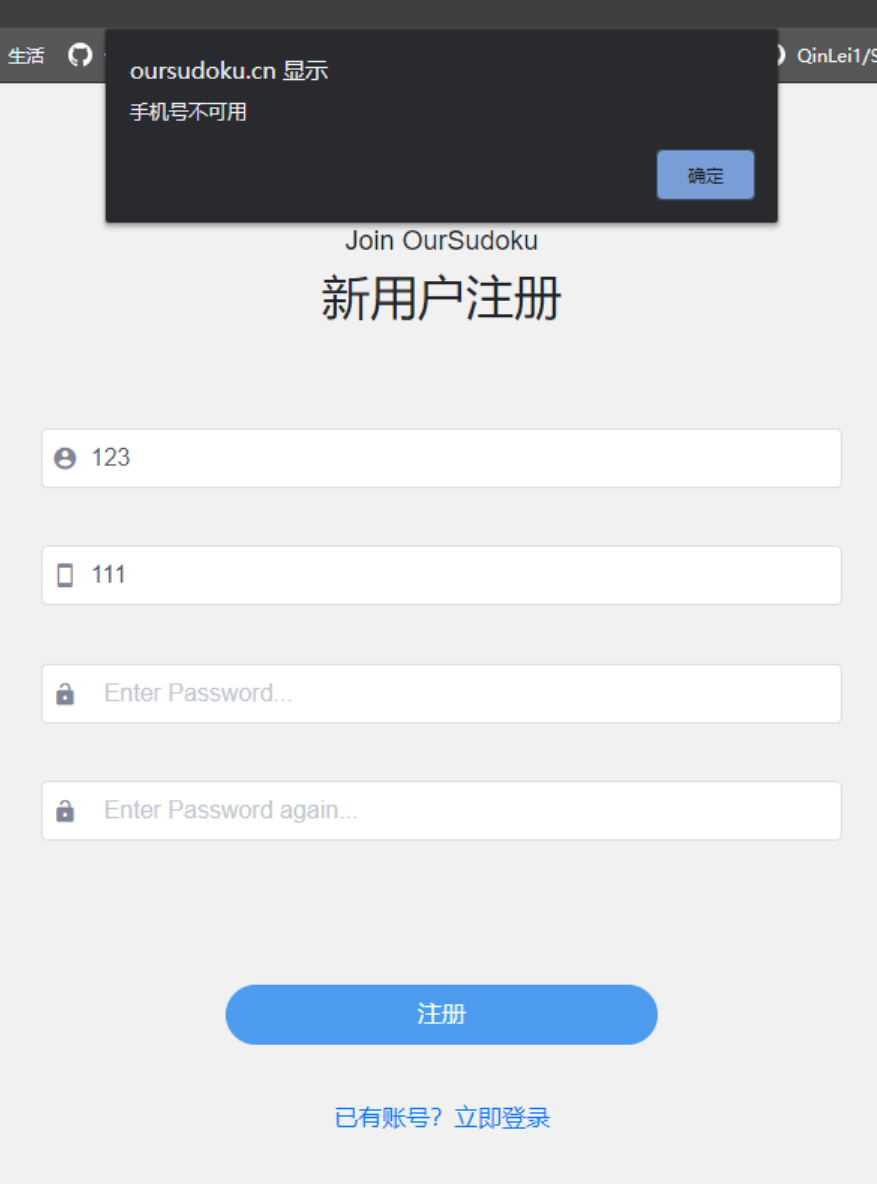 生活
QinLei1/S
oursudoku.cn 显示
手机号不可用
确定
Join OurSudoku
新用户注册
123
111
Enter Password...
Enter Password again...
注册
已有账号？立即登录